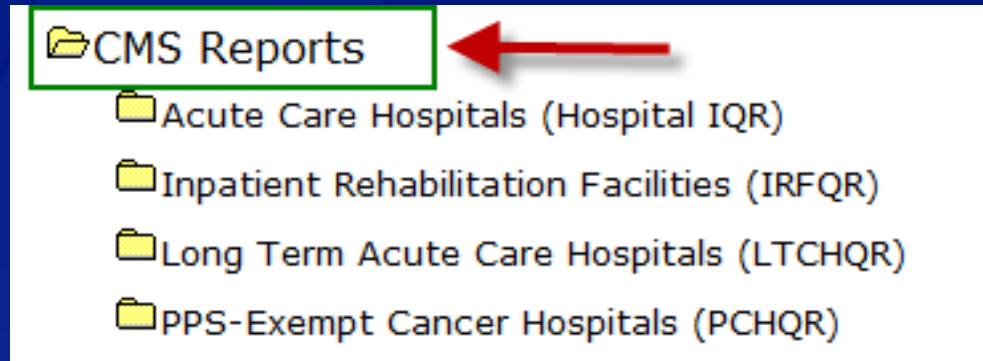 CMS Reports
Acute Care Hospitals (Hospital IQR)
Inpatient Rehabilitation Facilities (IRFQR)
Long Term Acute Care Hospitals (LTCHQR)
PPS-Exempt Cancer Hospitals (PCHQR)